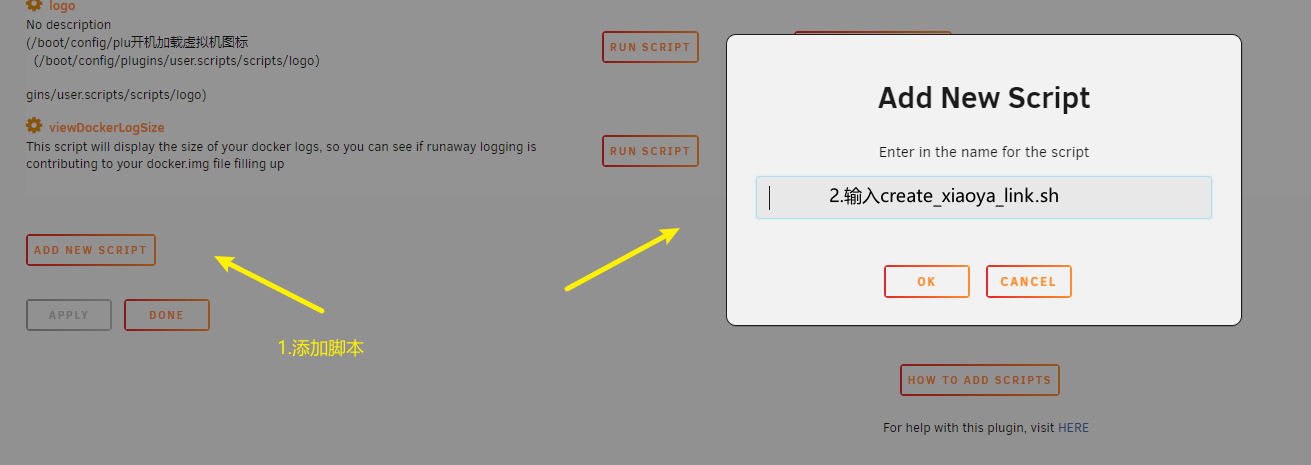 logo
No description
(/boot/config/plu开机加载虚拟机图标
（/boot/config/plugins/user.scripts/scripts/logo）
gins/user.scripts/scripts/logo)
RUN SCRIPT
viewDockerLogSize
This script will display the size of your docker logs, so you can see if runaway logging is
contributing to your docker.img file filling up
RUN SCRIPT
ADD NEW SCRIPT
APPLY
DONE
1.添加脚本
Add New Script
Enter in the name for the script
2.输入create_xiaoya_link.sh
OK
CANCEL
HOW TO ADD SCRIPTS
For help with this plugin, visit HERE